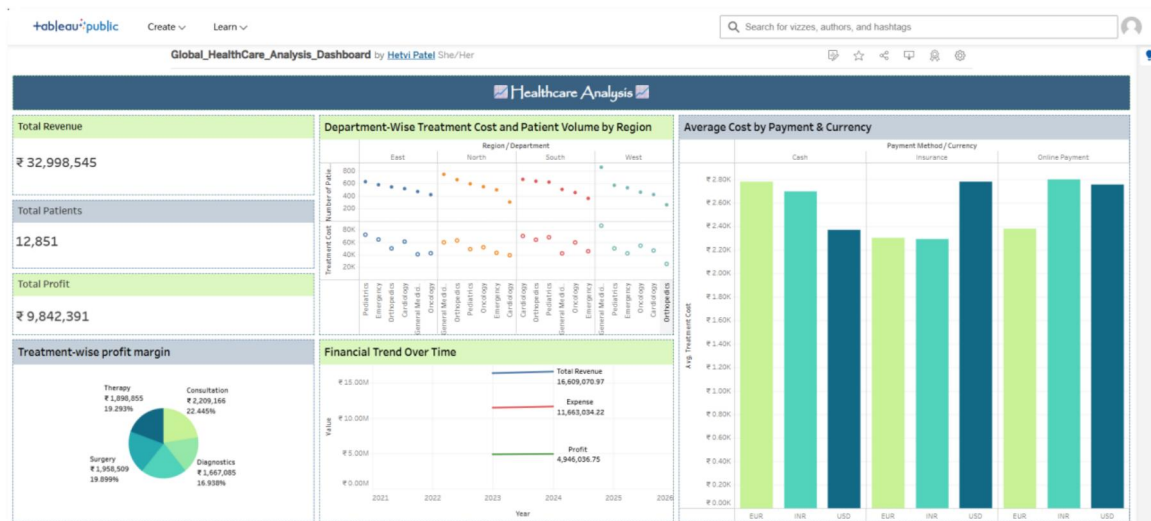 +ableau public
Create
Learn
Search for vizzes, authors, and hashtags
Global_HealthCare_Analysis_Dashboard by Hetvi Patel She/Her
Healthcare Analysis
Total Revenue
₹ 32,998,545
Total Patients
12,851
Total Profit
₹ 9,842,391
Treatment-wise profit margin
Therapy
₹ 1,898,855
19.293%
Consultation
₹ 2,209,166
22.445%
Surgery
₹ 1,958,509
19.899%
Diagnostics
₹ 1,667,085
16.938%
Department-Wise Treatment Cost and Patient Volume by Region
Region / Department
East
North
South
West
Number of Patie..
800
600
400
200
Treatment Cost
80K
60K
40K
20K
Pediatrics
Emergency
Orthopedics
Cardiology
General Medici..
Oncology
General Medici..
Orthopedics
Pediatrics
Oncology
Emergency
Cardiology
Cardiology
Orthopedics
Pediatrics
General Medici..
Oncology
Emergency
General Medici..
Pediatrics
Emergency
Oncology
Cardiology
Orthopedics
Financial Trend Over Time
Value
₹ 15.00M
₹ 10.00M
₹ 5.00M
₹ 0.00M
Total Revenue
16,609,070.97
Expense
11,663,034.22
Profit
4,946,036.75
2021
2022
2023
2024
2025
2026
Year
Average Cost by Payment & Currency
Payment Method / Currency
Cash
Insurance
Online Payment
Avg. Treatment Cost
₹ 2.80K
₹ 2.60K
₹ 2.40K
₹ 2.20K
₹ 2.00K
₹ 1.80K
₹ 1.60K
₹ 1.40K
₹ 1.20K
₹ 1.00K
₹ 0.80K
₹ 0.60K
₹ 0.40K
₹ 0.20K
₹ 0.00K
EUR
INR
USD
EUR
INR
USD
EUR
INR
USD